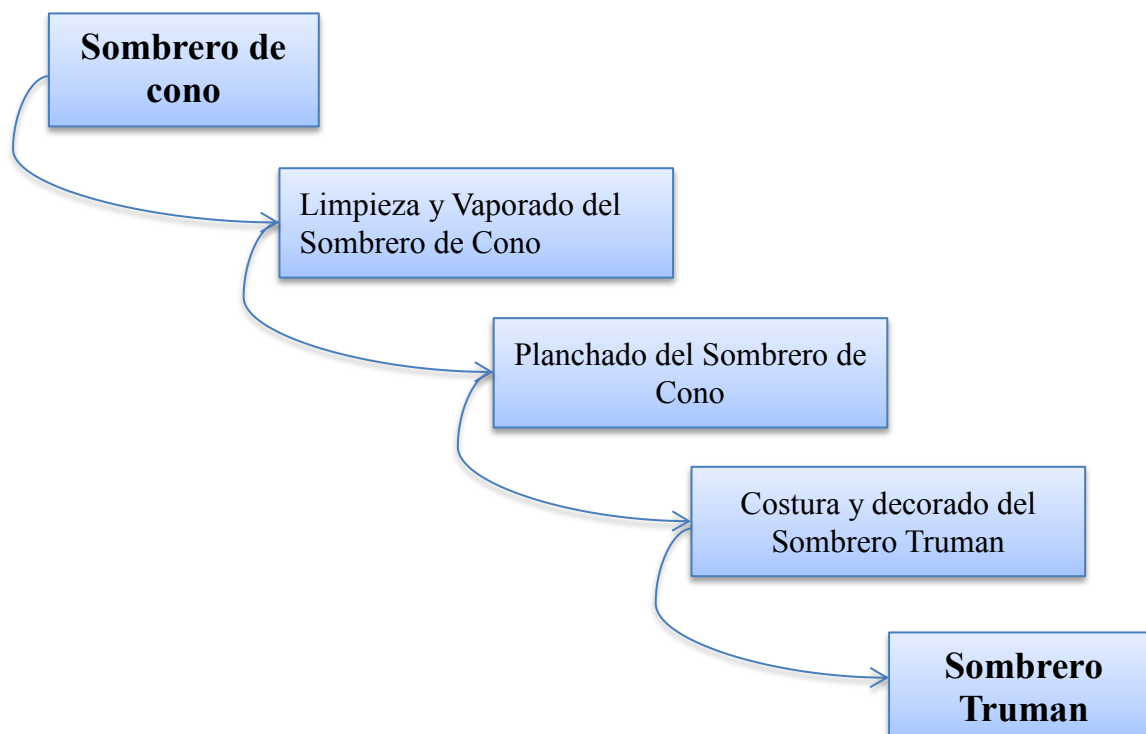 Sombrero de
cono
Limpieza y Vaporado del
Sombrero de Cono
Planchado del Sombrero de
Cono
Costura y decorado del
Sombrero Truman
Sombrero
Truman